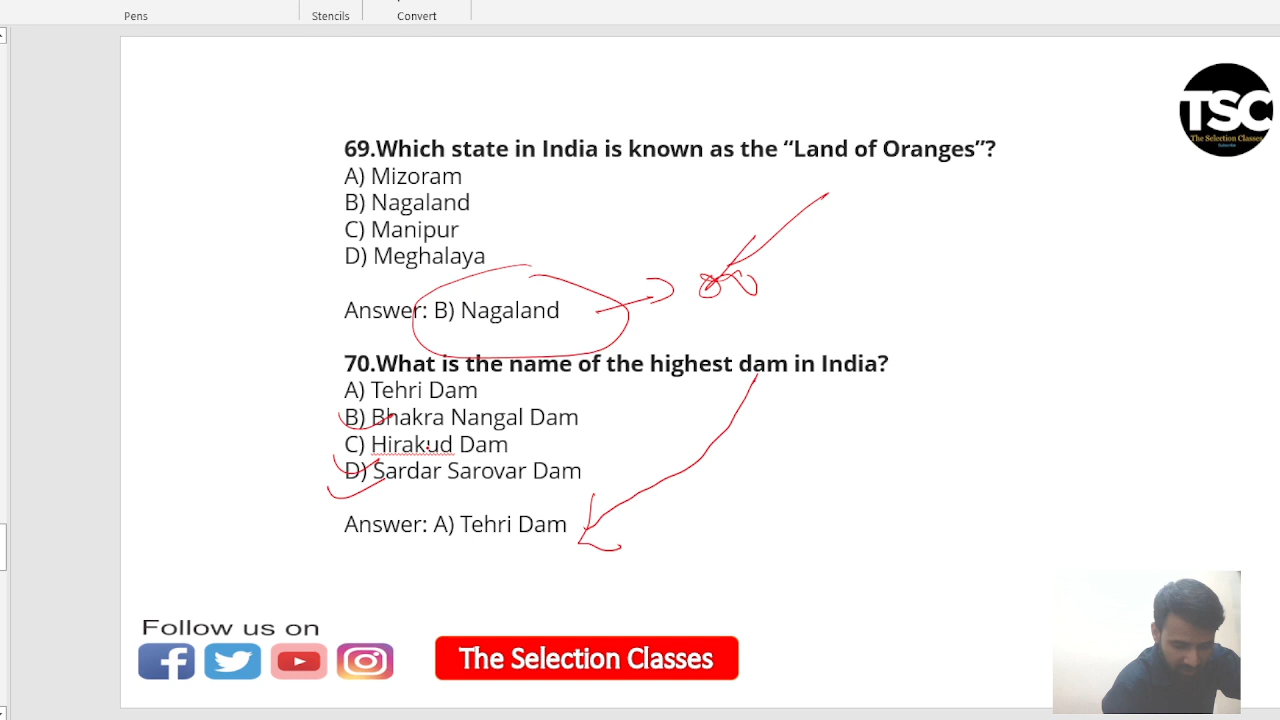 Pens
Stencils
Convert
TSC
The Selection Classes
Subscribe
69.Which state in India is known as the “Land of Oranges”?
A) Mizoram
B) Nagaland
C) Manipur
D) Meghalaya
Answer: B) Nagaland
70.What is the name of the highest dam in India?
A) Tehri Dam
B) Bhakra Nangal Dam
C) Hirakud Dam
D) Sardar Sarovar Dam
Answer: A) Tehri Dam
Follow us on
The Selection Classes